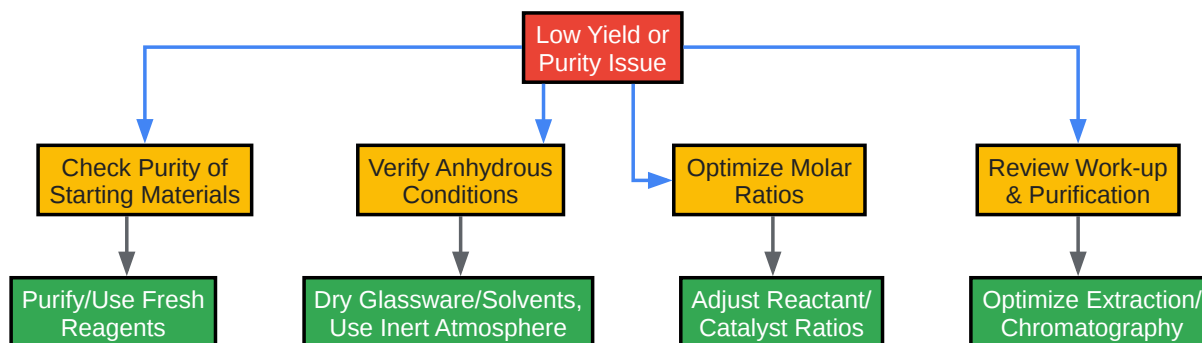 Low Yield or
Purity Issue
Check Purity of
Starting Materials
Verify Anhydrous
Conditions
Optimize Molar
Ratios
Review Work-up
& Purification
Purify/Use Fresh
Reagents
Dry Glassware/Solvents,
Use Inert Atmosphere
Adjust Reactant/
Catalyst Ratios
Optimize Extraction/
Chromatography